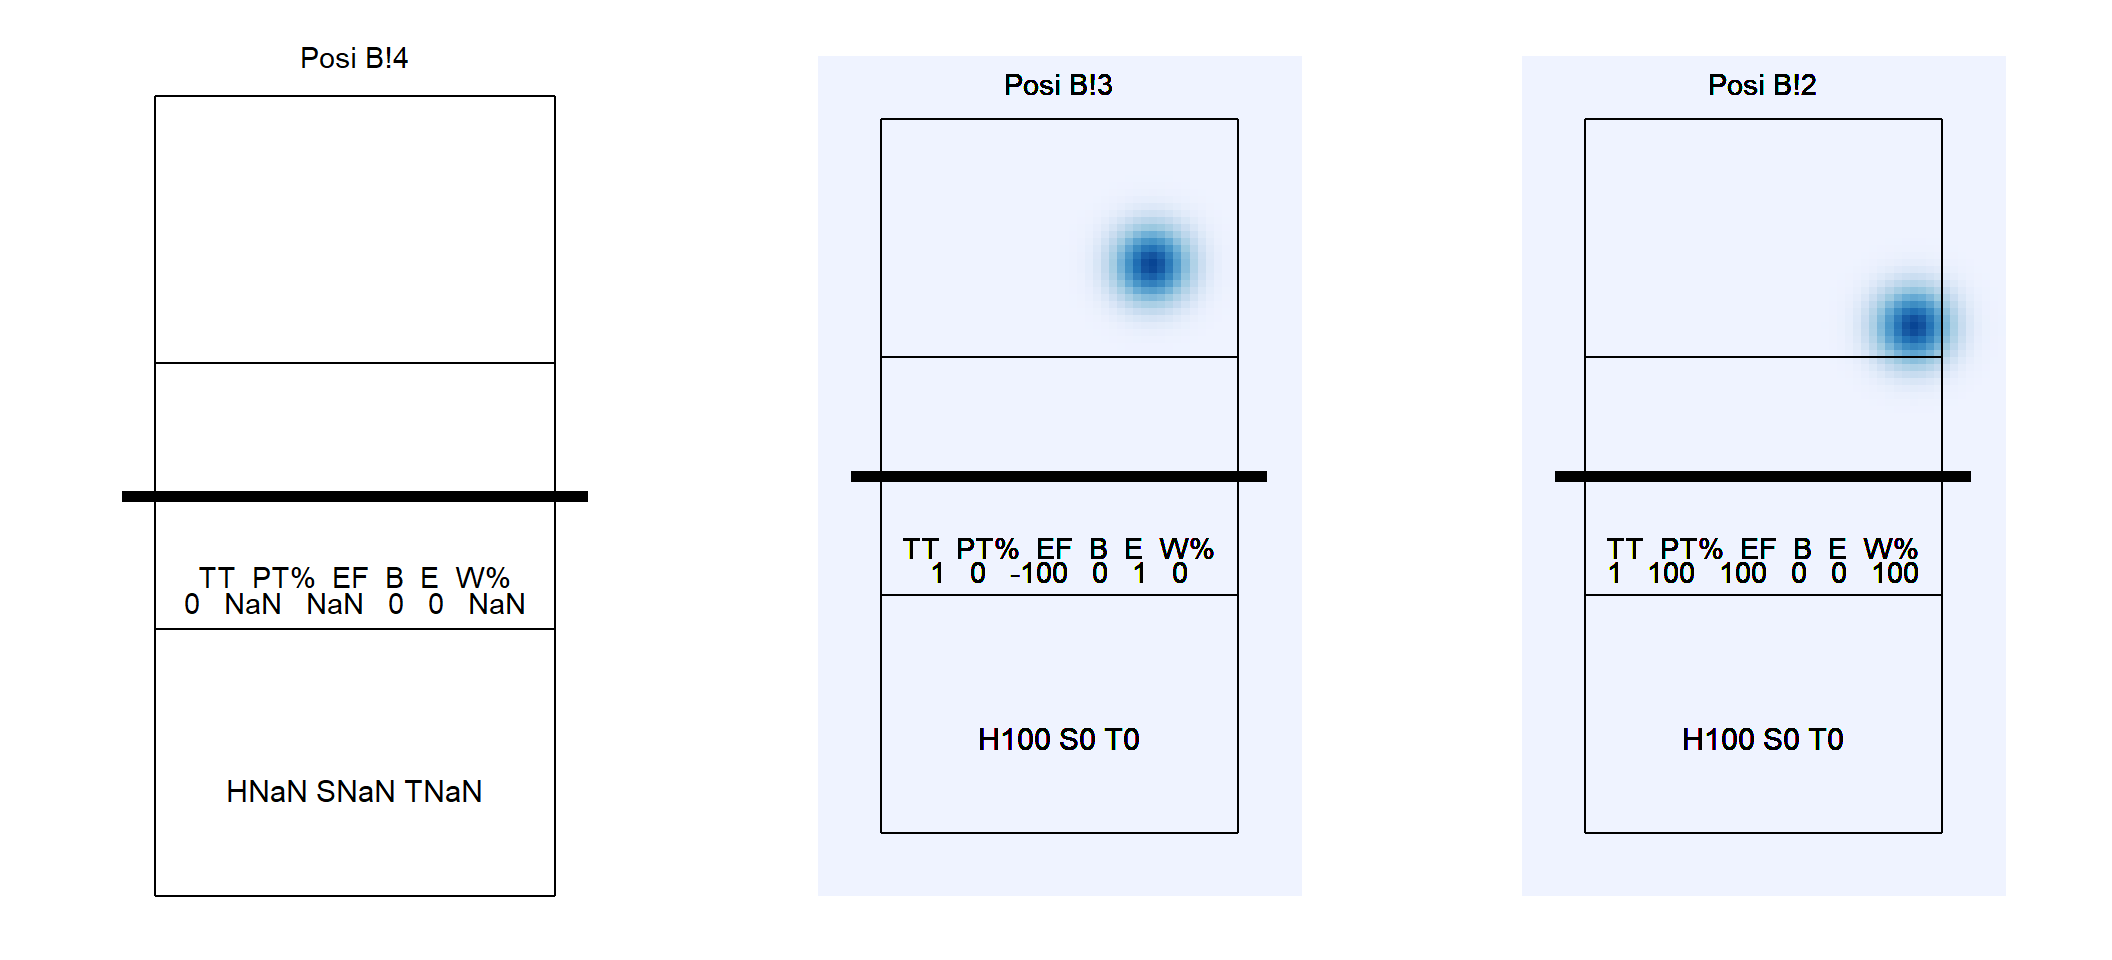 Posi B!4
TT PT% EF B E W%
0 NaN NaN 0 0 NaN
HNaN SNaN TNaN
Posi B!3
TT PT% EF B E W%
1 0 -100 0 1 0
H100 S0 T0
Posi B!2
TT PT% EF B E W%
1 100 100 0 0 100
H100 S0 T0